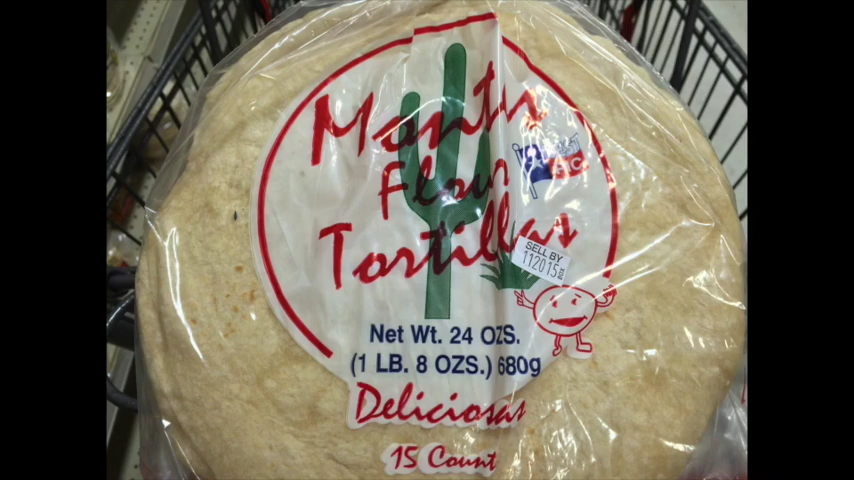 Flour
Tortillas
SELL BY
112015
Net Wt. 24 OZS.
(1 LB. 8 OZS.) 680g
Deliciosas
15 Count